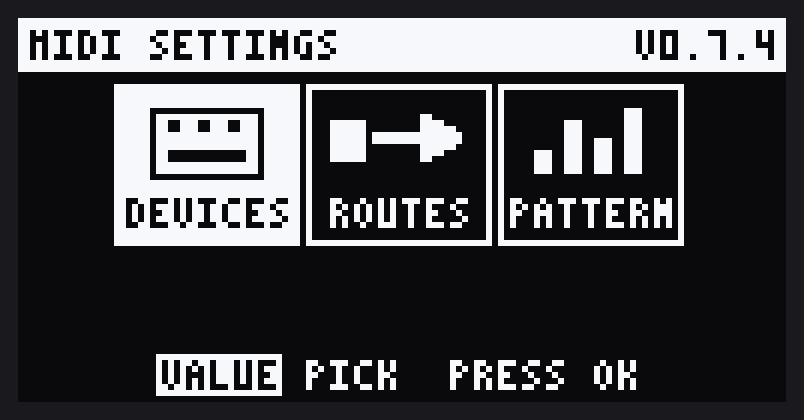 MIDI SETTINGS V0.7.4
DEVICES ROUTES PATTERN
VALUE PICK PRESS OK